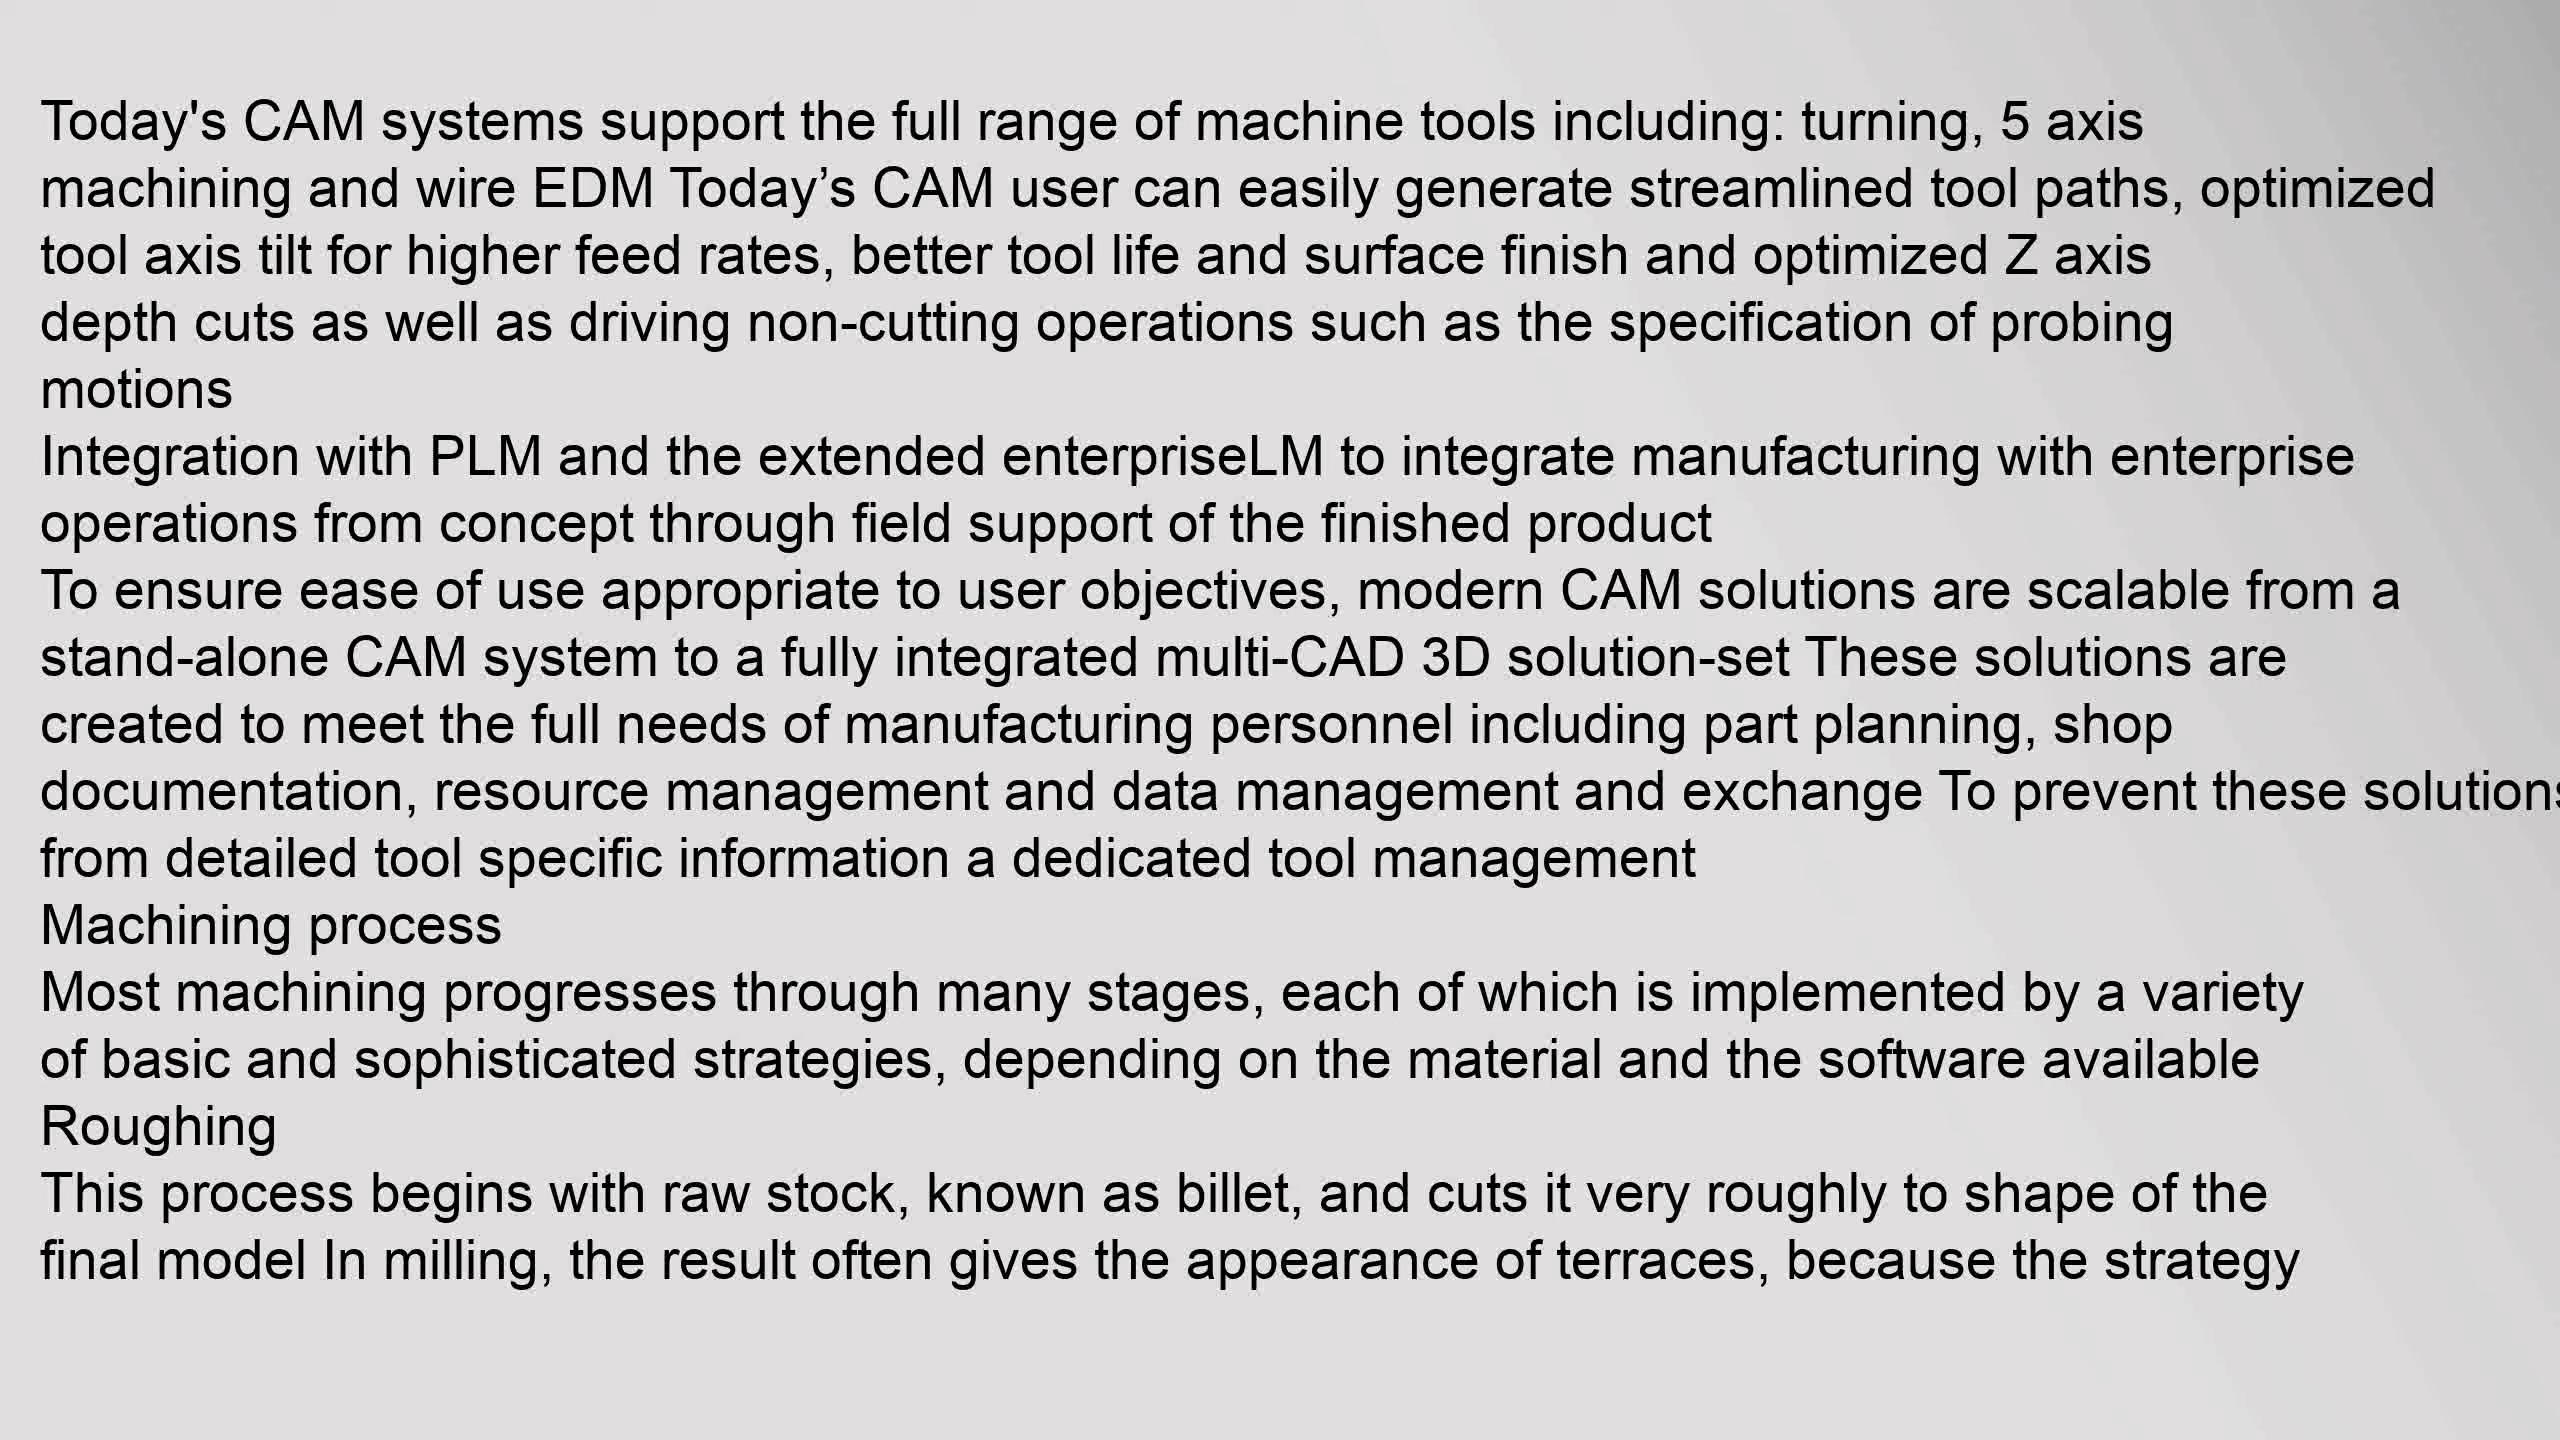 Today's CAM systems support the full range of machine tools including: turning, 5 axis
machining and wire EDM Today’s CAM user can easily generate streamlined tool paths, optimized
tool axis tilt for higher feed rates, better tool life and surface finish and optimized Z axis
depth cuts as well as driving non-cutting operations such as the specification of probing
motions
Integration with PLM and the extended enterpriseLM to integrate manufacturing with enterprise
operations from concept through field support of the finished product
To ensure ease of use appropriate to user objectives, modern CAM solutions are scalable from a
stand-alone CAM system to a fully integrated multi-CAD 3D solution-set These solutions are
created to meet the full needs of manufacturing personnel including part planning, shop
documentation, resource management and data management and exchange To prevent these solutions
from detailed tool specific information a dedicated tool management
Machining process
Most machining progresses through many stages, each of which is implemented by a variety
of basic and sophisticated strategies, depending on the material and the software available
Roughing
This process begins with raw stock, known as billet, and cuts it very roughly to shape of the
final model In milling, the result often gives the appearance of terraces, because the strategy